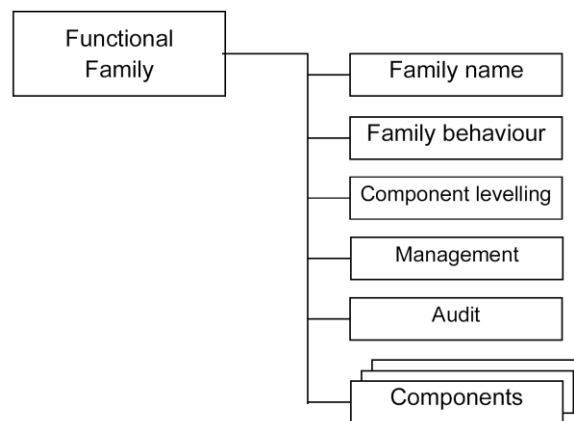 Functional
Family
Family name
Family behaviour
Component levelling
Management
Audit
Components